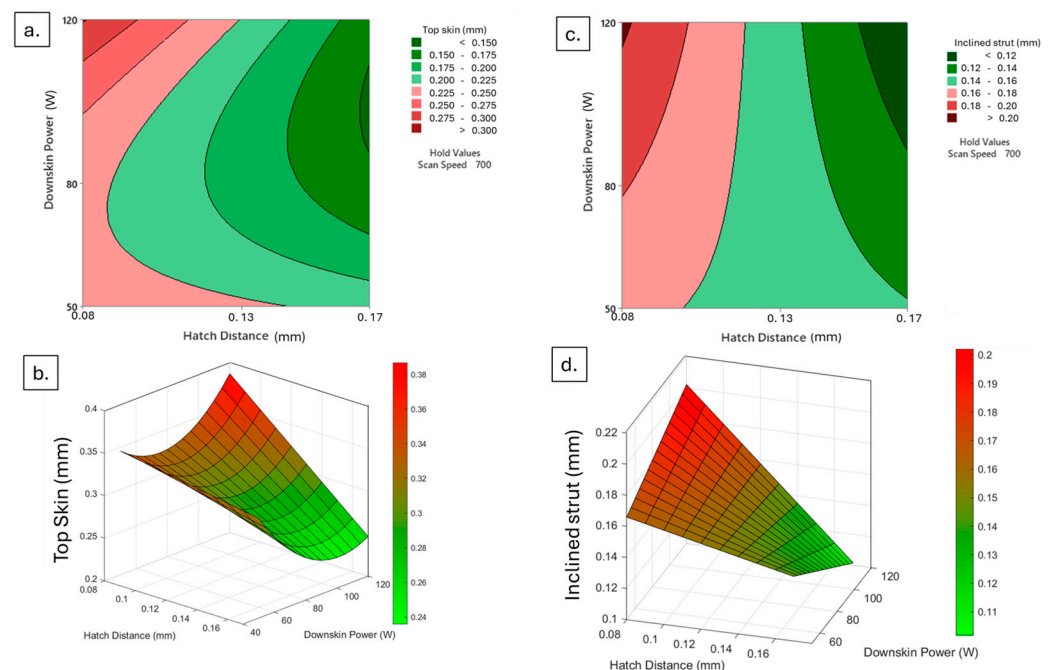 a.
120
80
50
0.08
0.13
0.17
Downskin Power (W)
Hatch Distance (mm)
Top skin (mm)
< 0.150
0.150 - 0.175
0.175 - 0.200
0.200 - 0.225
0.225 - 0.250
0.250 - 0.275
0.275 - 0.300
> 0.300
Hold Values
Scan Speed 700
c.
120
80
50
0.08
0.13
0.17
Downskin Power (W)
Hatch Distance (mm)
Inclined strut (mm)
< 0.12
0.12 - 0.14
0.14 - 0.16
0.16 - 0.18
0.18 - 0.20
> 0.20
Hold Values
Scan Speed 700
b.
0.4
0.35
0.3
0.25
0.2
Top Skin (mm)
0.08
0.1
0.12
0.14
0.16
Hatch Distance (mm)
40
60
80
100
120
Downskin Power (W)
0.38
0.36
0.34
0.32
0.3
0.28
0.26
0.24
d.
0.22
0.2
0.18
0.16
0.14
0.12
0.1
Inclined strut (mm)
0.08
0.1
0.12
0.14
0.16
Hatch Distance (mm)
60
80
100
120
Downskin Power (W)
0.2
0.19
0.18
0.17
0.16
0.15
0.14
0.13
0.12
0.11